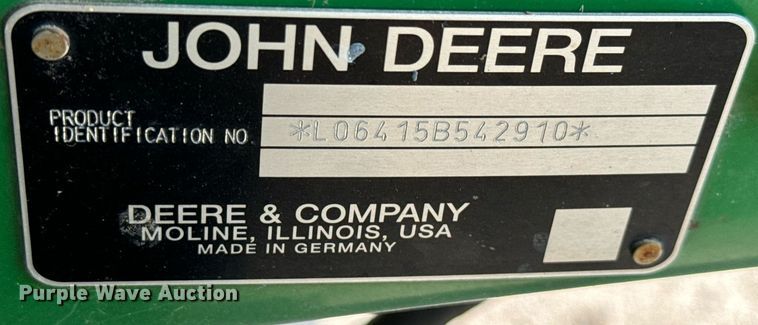 JOHN DEERE
PRODUCT
IDENTIFICATION NO
*L06415B542910*
DEERE & COMPANY
MOLINE, ILLINOIS, USA
MADE IN GERMANY
Purple Wave Auction